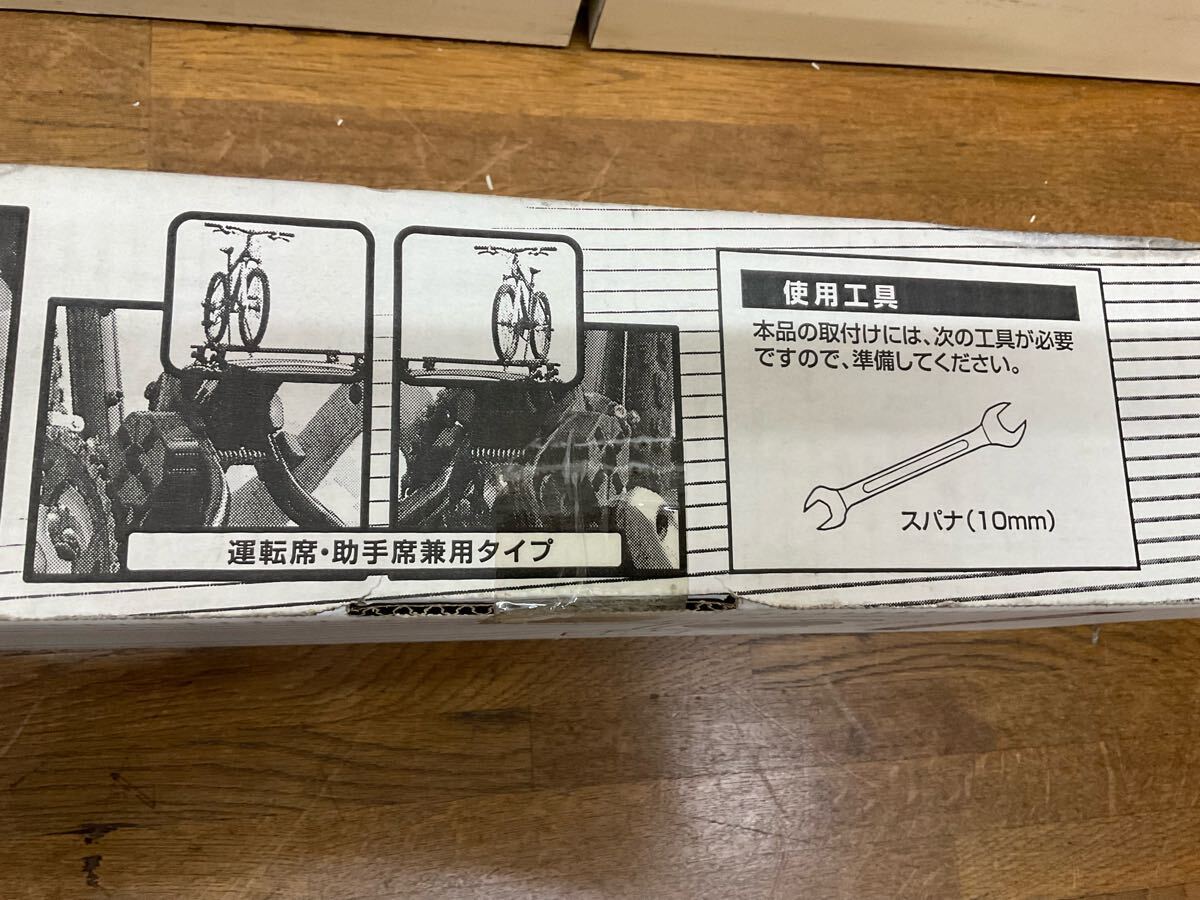 運転席・助手席兼用タイプ
使用工具
本品の取付けには、次の工具が必要
ですので、準備してください。
スパナ(10mm)